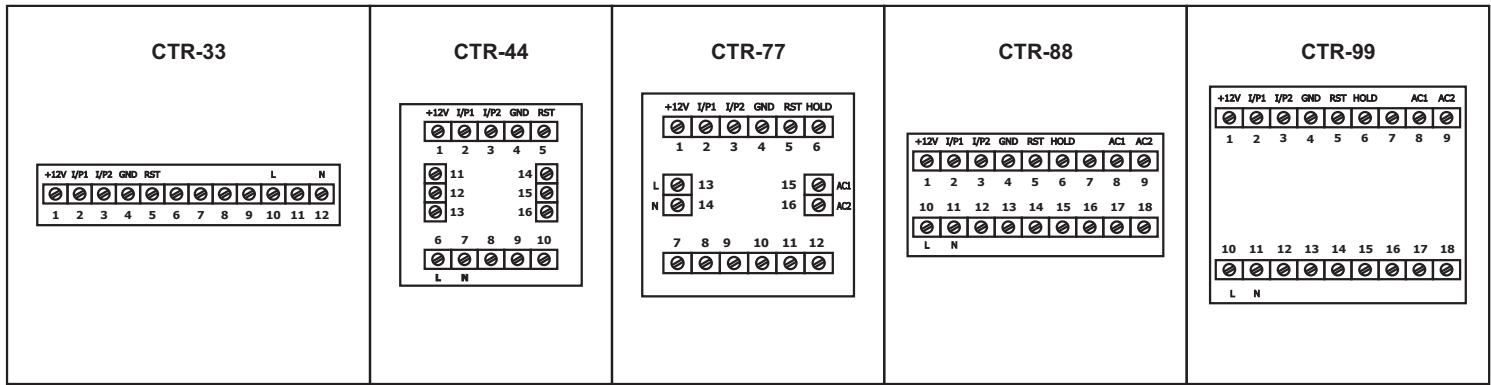 CTR-33
+12V I/P1 I/P2 GND RST L N
1 2 3 4 5 6 7 8 9 10 11 12
CTR-44
+12V I/P1 I/P2 GND RST
1 2 3 4 5
11 14
12 15
13 16
6 7 8 9 10
L N
CTR-77
+12V I/P1 I/P2 GND RST HOLD
1 2 3 4 5 6
L 13 15 AC1
N 14 16 AC2
7 8 9 10 11 12
CTR-88
+12V I/P1 I/P2 GND RST HOLD AC1 AC2
1 2 3 4 5 6 7 8 9
10 11 12 13 14 15 16 17 18
L N
CTR-99
+12V I/P1 I/P2 GND RST HOLD AC1 AC2
1 2 3 4 5 6 7 8 9
10 11 12 13 14 15 16 17 18
L N